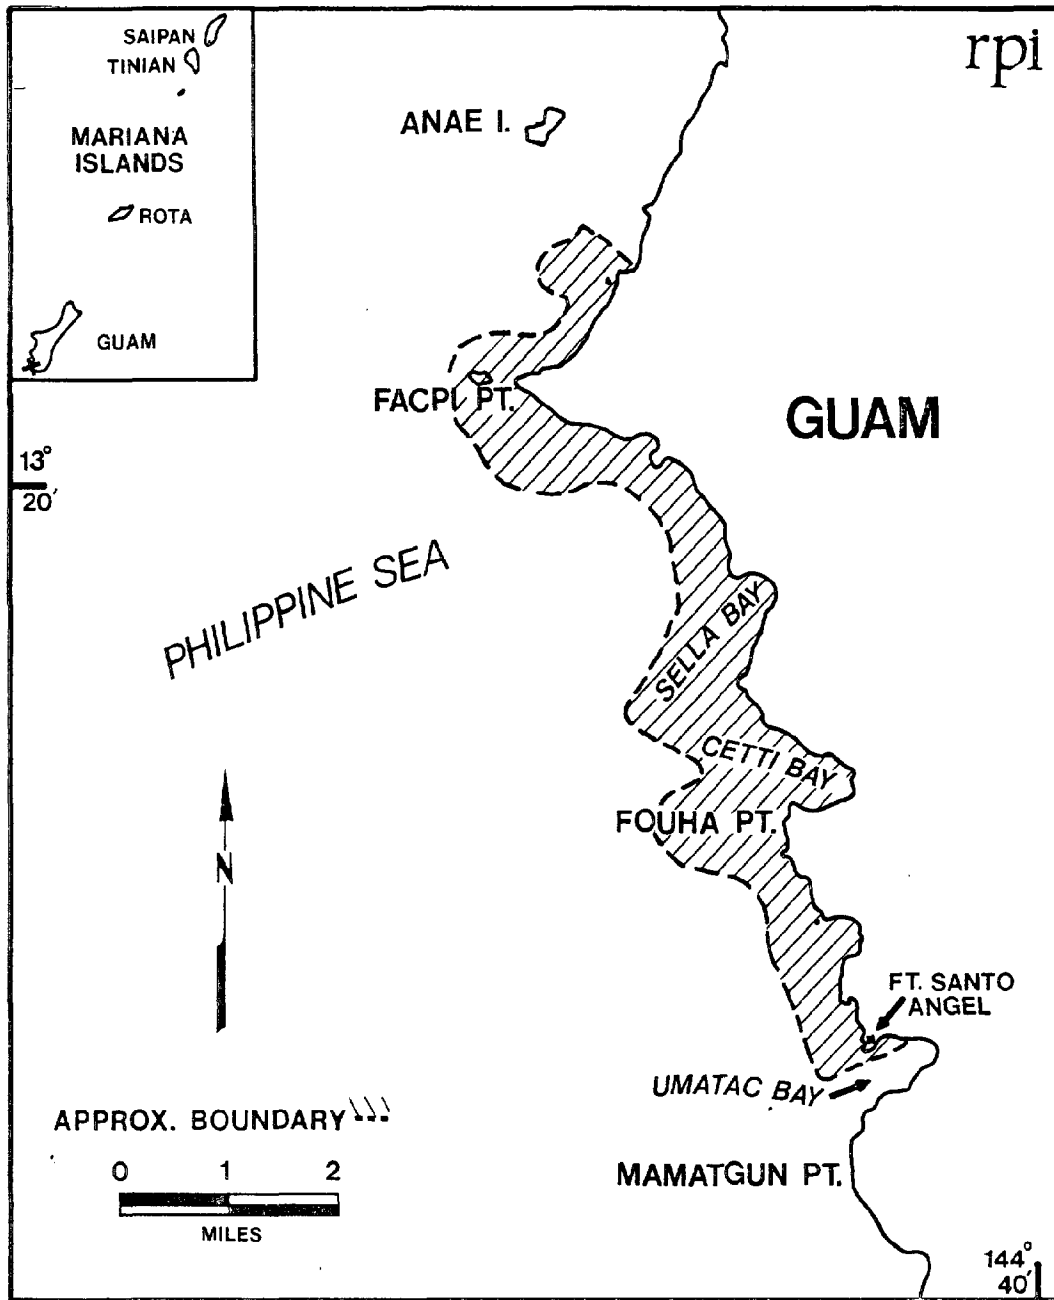 SAIPAN
TINIAN
MARIANA
ISLANDS
ROTA
GUAM
rpi
ANAE I.
FACPI PT.
GUAM
13°
20'
PHILIPPINE SEA
SELLA BAY
CETTI BAY
FOUHA PT.
N
FT. SANTO
ANGEL
UMATAC BAY
APPROX. BOUNDARY
MAMATGUN PT.
0 1 2
MILES
144°
40'